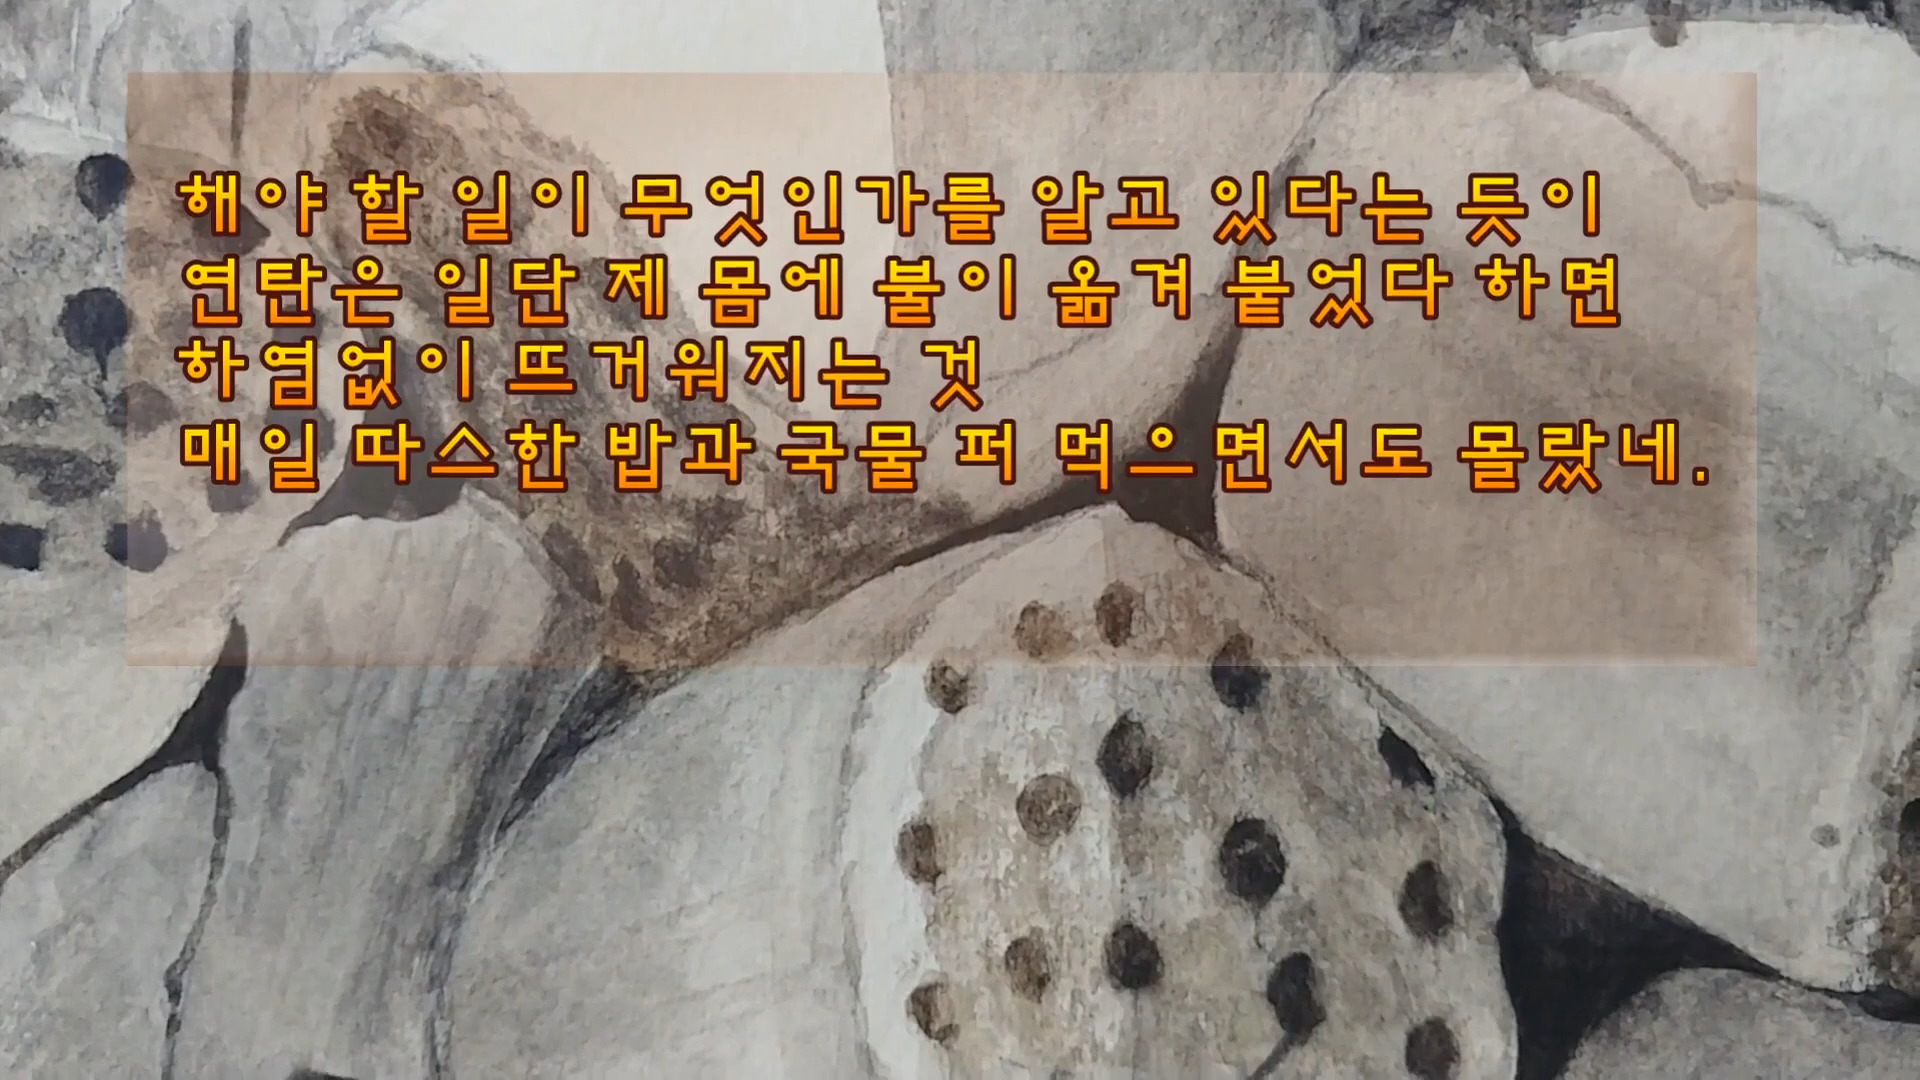 해야 할 일이 무엇인가를 알고 있다는 듯이
연탄은 일단 제 몸에 불이 옮겨 붙었다 하면
하염없이 뜨거워지는 것
매일 따스한 밥과 국물 퍼 먹으면서도 몰랐네.